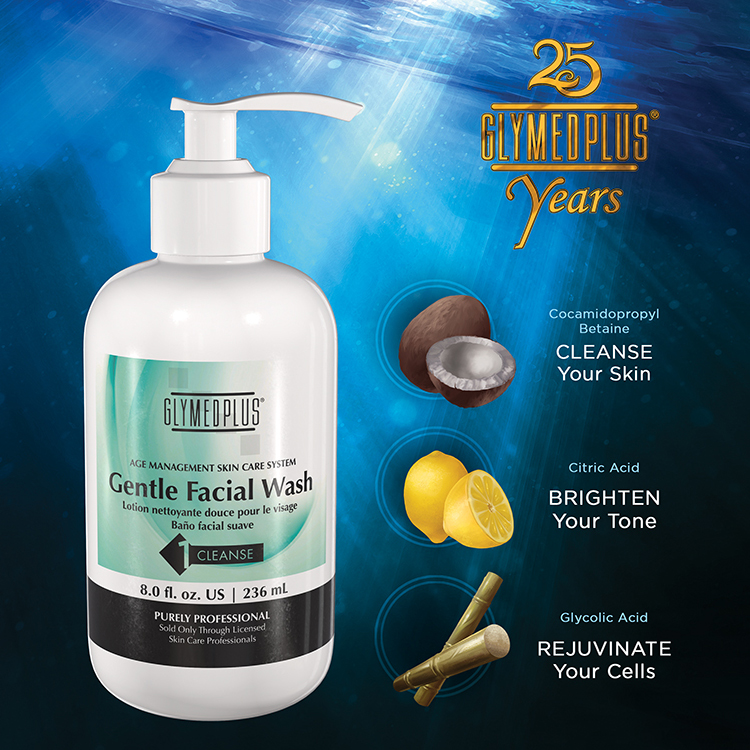 25
GLYMEDPLUS®
Years
Cocamidopropyl
Betaine
CLEANSE
Your Skin
Citric Acid
BRIGHTEN
Your Tone
Glycolic Acid
REJUVINATE
Your Cells
GLYMEDPLUS®
AGE MANAGEMENT SKIN CARE SYSTEM
Gentle Facial Wash
Lotion nettoyante douce pour le visage
Baño facial suave
1 CLEANSE
8.0 fl. oz. US | 236 mL
PURELY PROFESSIONAL
Sold Only Through Licensed
Skin Care Professionals